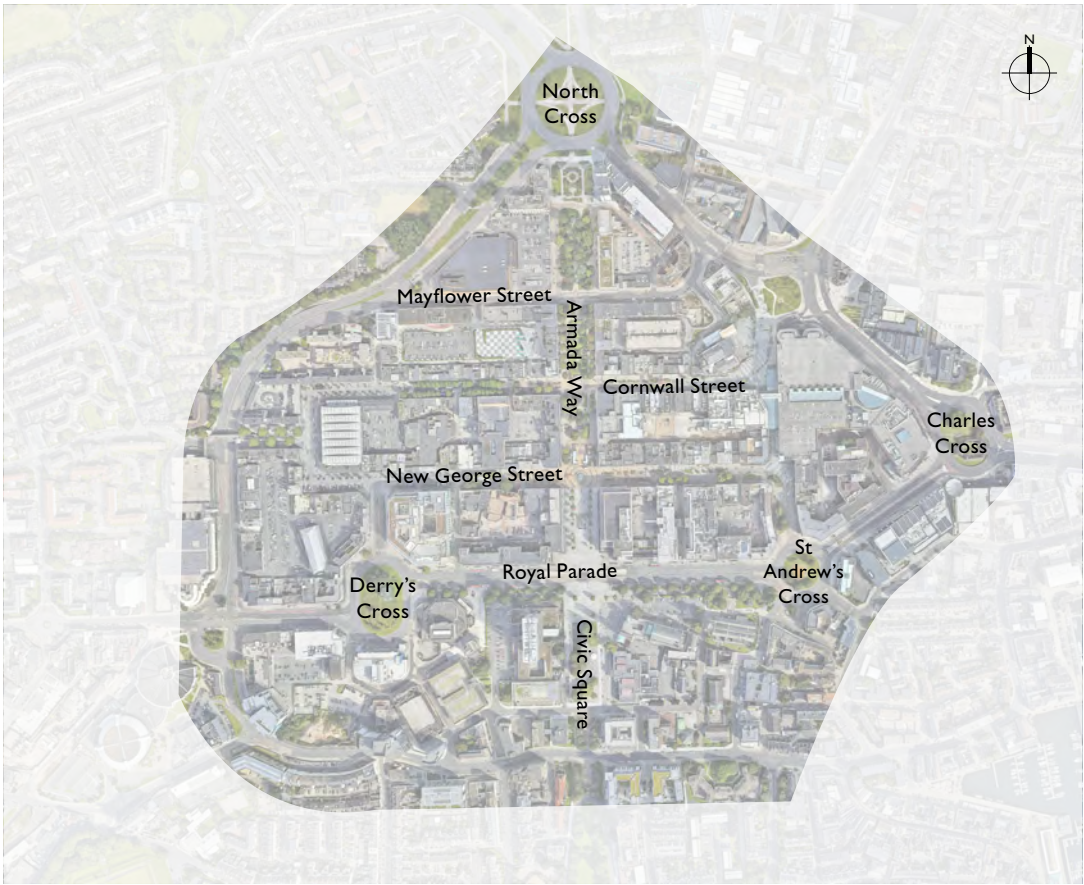 N
North
Cross
Mayflower Street
Armada Way
Cornwall Street
Charles
Cross
New George Street
St
Andrew's
Cross
Royal Parade
Derry's
Cross
Civic Square